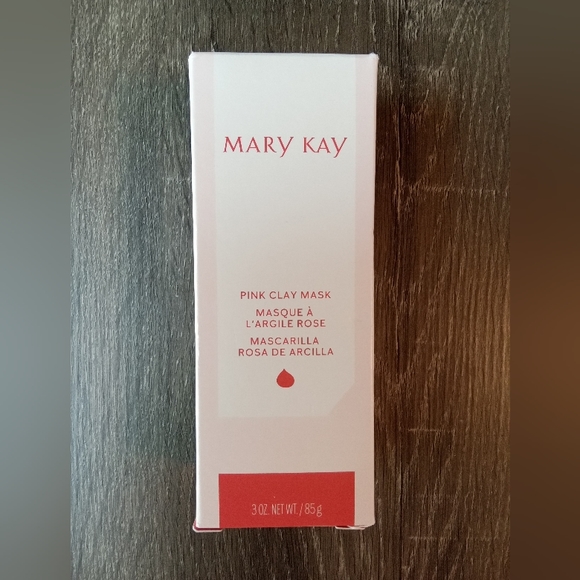 MARY KAY
PINK CLAY MASK
MASQUE À
L'ARGILE ROSE
MASCARILLA
ROSA DE ARCILLA
3 OZ. NET WT. / 85 g